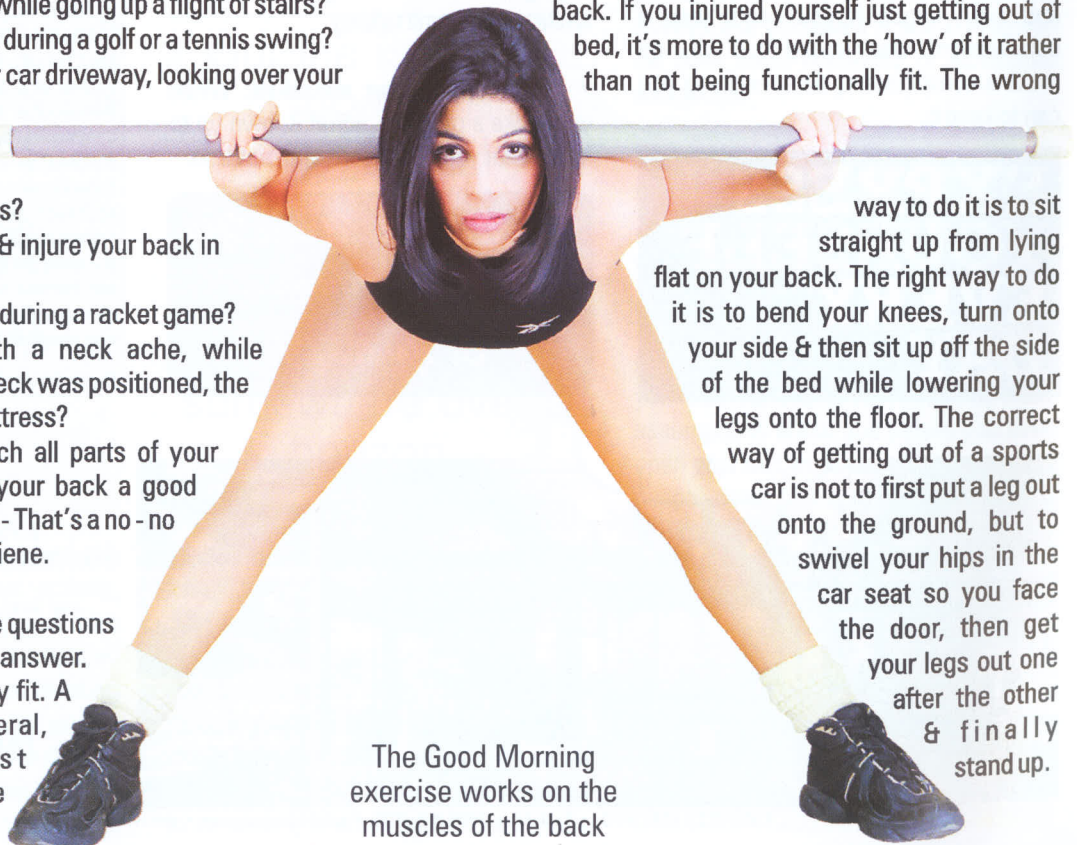 while going up a flight of stairs?
during a golf or a tennis swing?
car driveway, looking over your
s?
& injure your back in
during a racket game?
a neck ache, while
was positioned, the
all parts of your
your back a good
- That's a no - no
questions
answer.
fit. A
The Good Morning
exercise works on the
muscles of the back
back. If you injured yourself just getting out of
bed, it's more to do with the ‘how’ of it rather
than not being functionally fit. The wrong
way to do it is to sit
straight up from lying
flat on your back. The right way to do
it is to bend your knees, turn onto
your side & then sit up off the side
of the bed while lowering your
legs onto the floor. The correct
way of getting out of a sports
car is not to first put a leg out
onto the ground, but to
swivel your hips in the
car seat so you face
the door, then get
your legs out one
after the other
& finally
stand up.